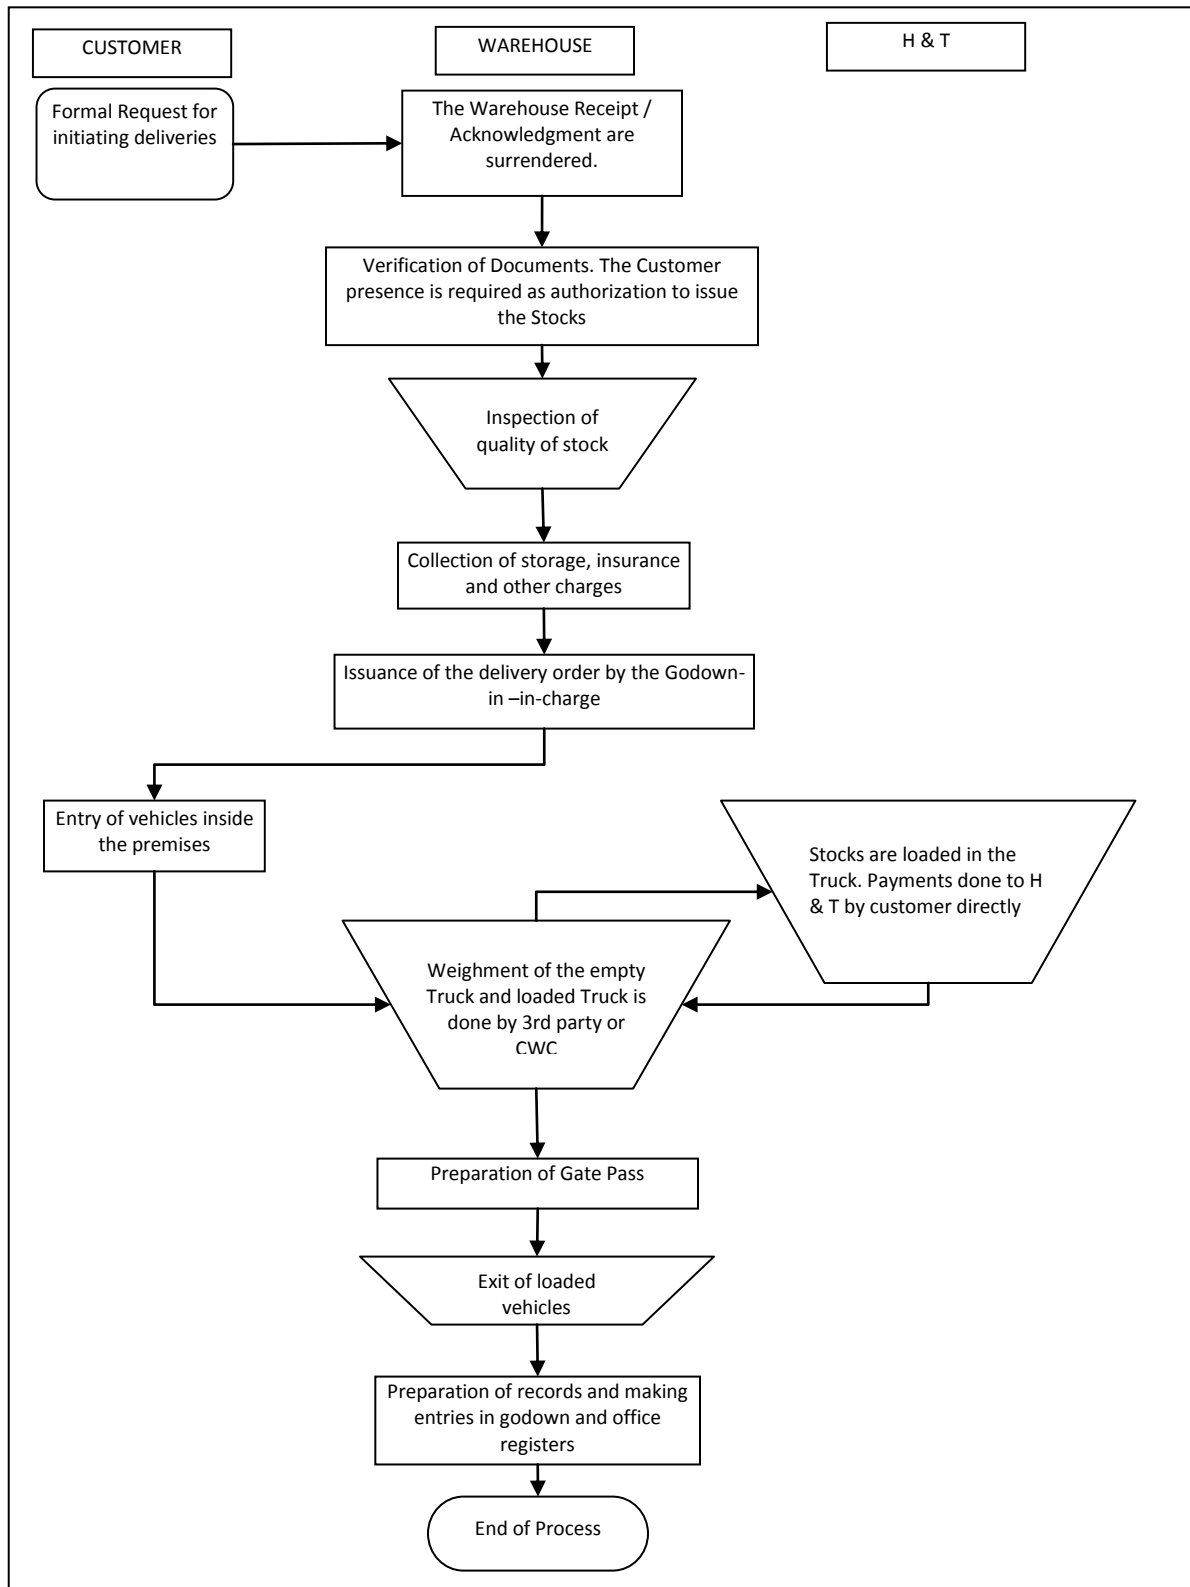 CUSTOMER
WAREHOUSE
H & T
Formal Request for
initiating deliveries
The Warehouse Receipt /
Acknowledgment are
surrendered.
Verification of Documents. The Customer
presence is required as authorization to issue
the Stocks
Inspection of
quality of stock
Collection of storage, insurance
and other charges
Issuance of the delivery order by the Godown-
in –in-charge
Entry of vehicles inside
the premises
Stocks are loaded in the
Truck. Payments done to H
& T by customer directly
Weighment of the empty
Truck and loaded Truck is
done by 3rd party or
CWC
Preparation of Gate Pass
Exit of loaded
vehicles
Preparation of records and making
entries in godown and office
registers
End of Process